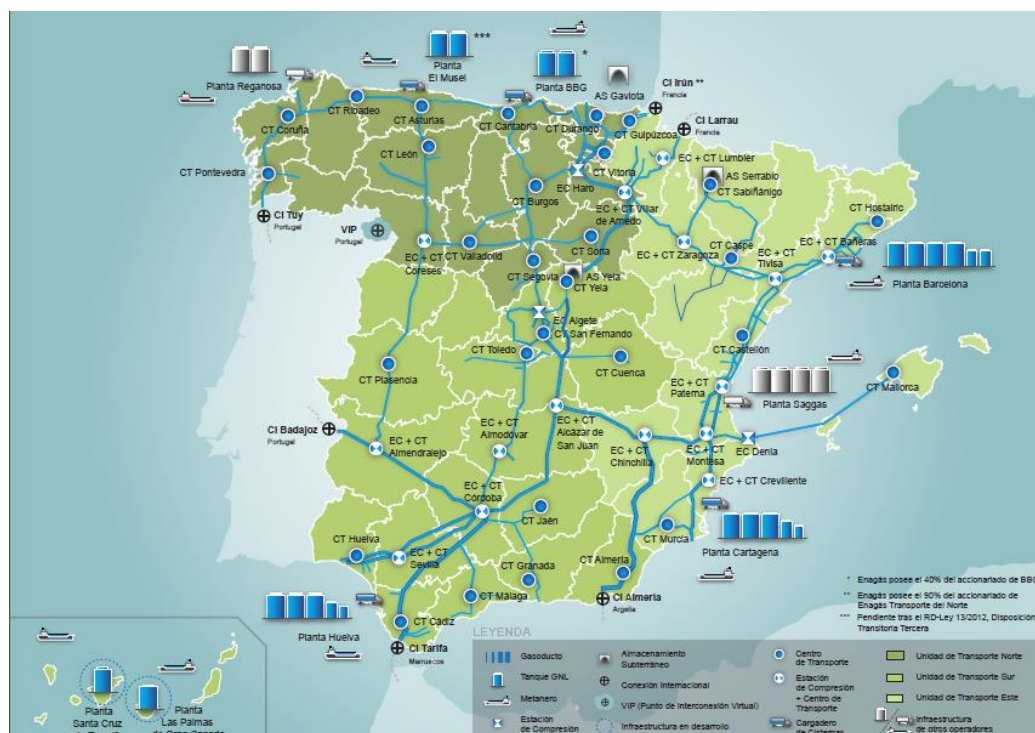 ***
Planta
El Musel
*
Planta BBG
Planta Reganosa
AS Gaviota
CI Irún **
Francia
CT Ribadeo
CT Asturias
CT Cantabria
CT Durango
CT Guipúzcoa
CI Larrau
Francia
CT Coruña
CT León
CT Vitoria
EC + CT Lumbier
CT Pontevedra
EC Haro
AS Serrablo
CT Sabiñánigo
CT Burgos
EC + CT Villar
de Arnedo
CT Hostalric
CI Tuy
Portugal
VIP
Portugal
CT Soria
CT Caspe
EC + CT
Coreses
CT Valladolid
EC + CT Zaragoza
EC + CT
Tivisa
EC + CT Bañeras
CT Segovia
AS Yela
CT Yela
Planta Barcelona
EC Algete
CT San Fernando
CT Toledo
CT Castellón
CT Cuenca
CT Plasencia
EC + CT
Paterna
CT Mallorca
Planta Saggas
CI Badajoz
Portugal
EC + CT
Almendralejo
EC + CT
Almodóvar
EC + CT
Alcázar de
San Juan
EC + CT
Chinchilla
EC + CT
Montesa
EC Denia
EC + CT Crevillente
EC + CT
Córdoba
CT Jaén
CT Huelva
EC + CT
Sevilla
CT Murcia
Planta Cartagena
CT Granada
CT Almería
CT Málaga
CI Almería
Argelia
Planta Huelva
CT Cádiz
CI Tarifa
Marruecos
* Enagás posee el 40% del accionariado de BBG
** Enagás posee el 90% del accionariado de
Enagás Transporte del Norte
*** Pendiente tras el RD-Ley 13/2012, Disposición
Transitoria Tercera
Planta
Santa Cruz
Planta
Las Palmas
LEYENDA
Gasoducto
Tanque GNL
Metanero
Estación
de Compresión
Almacenamiento
Subterráneo
Conexión Internacional
VIP (Punto de Interconexión Virtual)
Infraestructura en desarrollo
Centro
de Transporte
Estación
de Compresión
+ Centro de
Transporte
Cargadero
de Cisternas
Unidad de Transporte Norte
Unidad de Transporte Sur
Unidad de Transporte Este
Infraestructura
de otros operadores